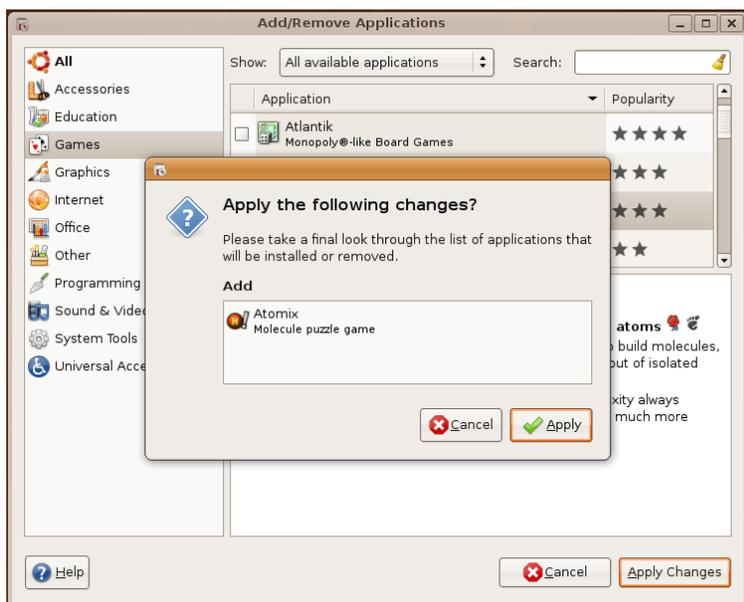 Add/Remove Applications
All
Accessories
Education
Games
Graphics
Internet
Office
Other
Programming
Sound & Video
System Tools
Universal Acce
Show: All available applications Search:
Application Popularity
Atlantik
Monopoly®-like Board Games
Apply the following changes?
Please take a final look through the list of applications that
will be installed or removed.
Add
Atomix
Molecule puzzle game
Cancel Apply
atoms
build molecules,
out of isolated
xity always
much more
Help Cancel Apply Changes